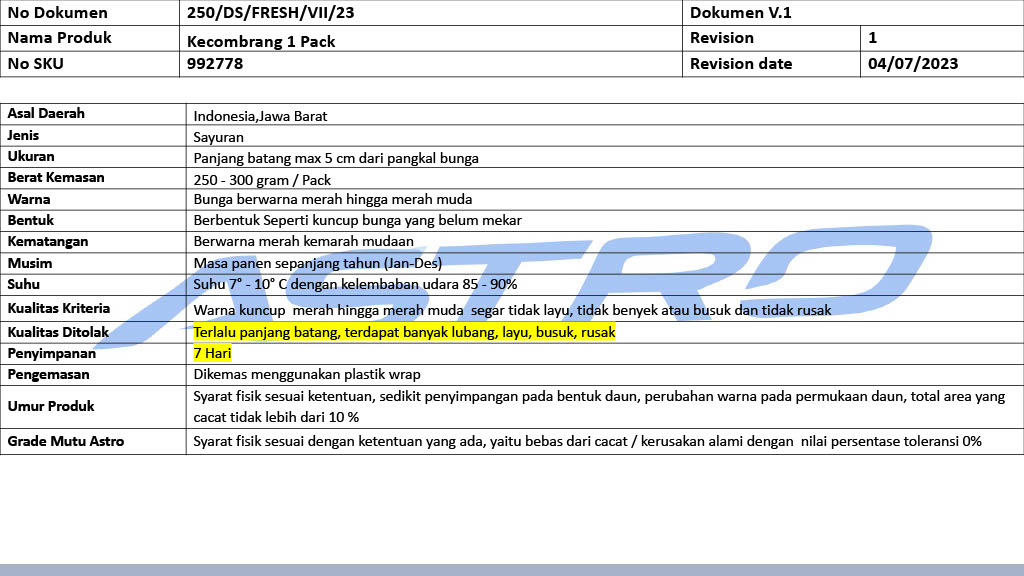 No Dokumen 250/DS/FRESH/VII/23 Dokumen V.1
Nama Produk Kecombrang 1 Pack Revision 1
No SKU 992778 Revision date 04/07/2023
Asal Daerah Indonesia,Jawa Barat
Jenis Sayuran
Ukuran Panjang batang max 5 cm dari pangkal bunga
Berat Kemasan 250 - 300 gram / Pack
Warna Bunga berwarna merah hingga merah muda
Bentuk Berbentuk Seperti kuncup bunga yang belum mekar
Kematangan Berwarna merah kemarah mudaan
Musim Masa panen sepanjang tahun (Jan-Des)
Suhu Suhu 7° - 10° C dengan kelembaban udara 85 - 90%
Kualitas Kriteria Warna kuncup merah hingga merah muda segar tidak layu, tidak benyek atau busuk dan tidak rusak
Kualitas Ditolak Terlalu panjang batang, terdapat banyak lubang, layu, busuk, rusak
Penyimpanan 7 Hari
Pengemasan Dikemas menggunakan plastik wrap
Umur Produk Syarat fisik sesuai ketentuan, sedikit penyimpangan pada bentuk daun, perubahan warna pada permukaan daun, total area yang
cacat tidak lebih dari 10 %
Grade Mutu Astro Syarat fisik sesuai dengan ketentuan yang ada, yaitu bebas dari cacat / kerusakan alami dengan nilai persentase toleransi 0%
ASTRO